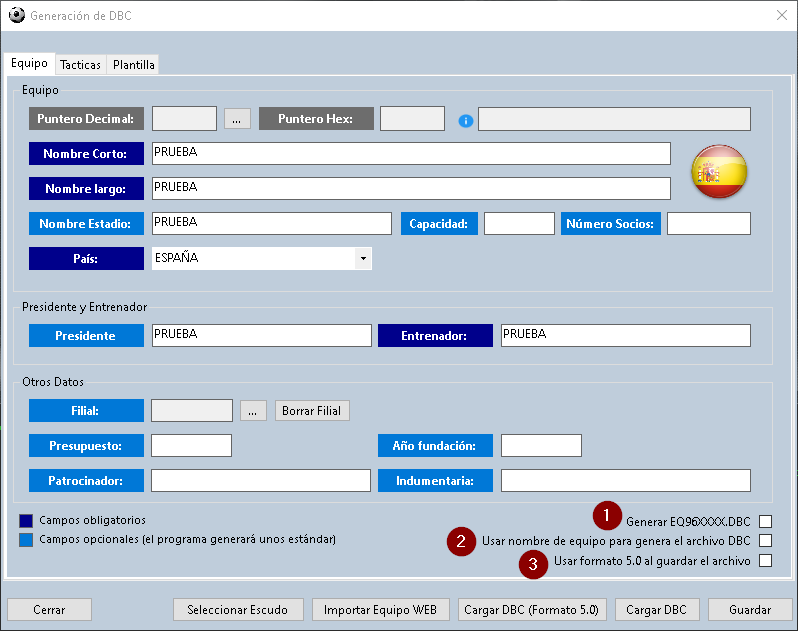 Generación de DBC
Equipo Tacticas Plantilla
Equipo
Puntero Decimal: ... Puntero Hex: i
Nombre Corto: PRUEBA
Nombre largo: PRUEBA
Nombre Estadio: PRUEBA Capacidad: Número Socios:
País: ESPAÑA
Presidente y Entrenador
Presidente PRUEBA Entrenador: PRUEBA
Otros Datos
Filial: ... Borrar Filial
Presupuesto: Año fundación:
Patrocinador: Indumentaria:
Campos obligatorios
Campos opcionales (el programa generará unos estándar)
1 Generar EQ96XXXX.DBC
2 Usar nombre de equipo para genera el archivo DBC
3 Usar formato 5.0 al guardar el archivo
Cerrar Seleccionar Escudo Importar Equipo WEB Cargar DBC (Formato 5.0) Cargar DBC Guardar